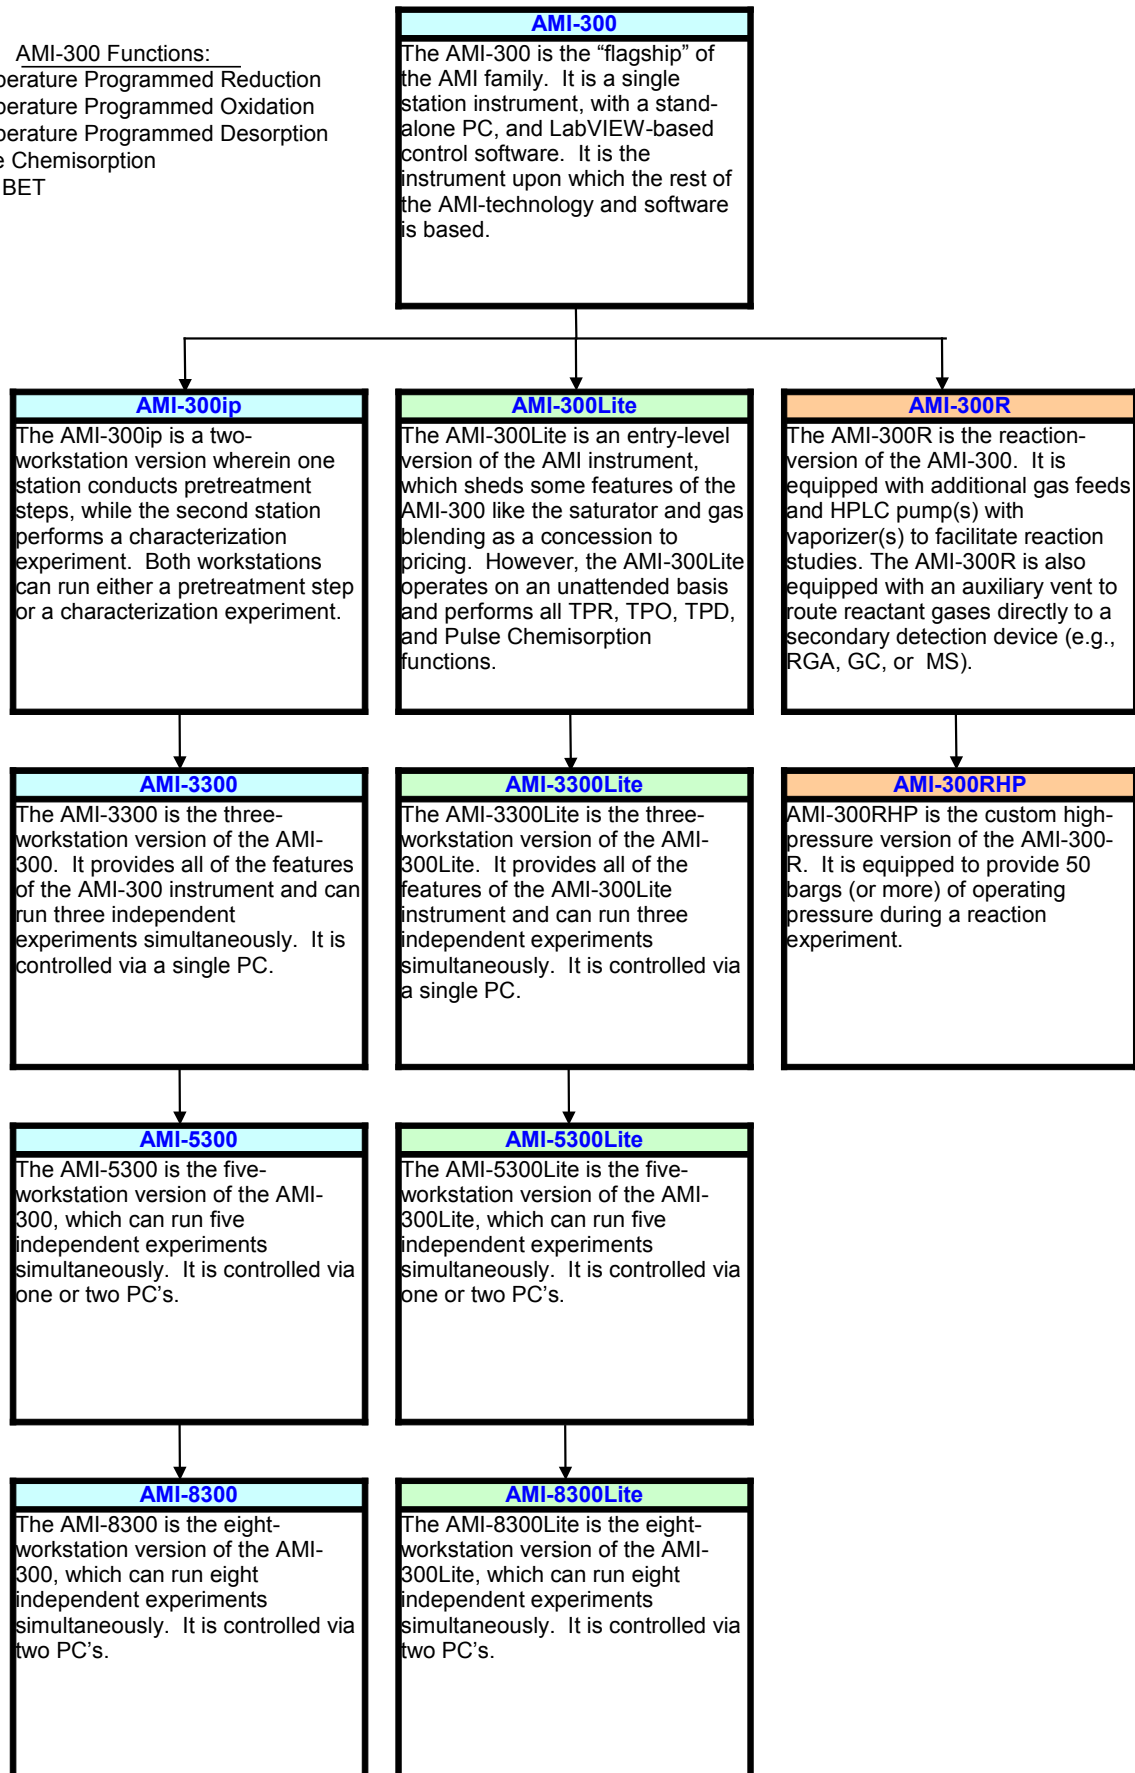 AMI-300
AMI-300 Functions:
perature Programmed Reduction
perature Programmed Oxidation
perature Programmed Desorption
e Chemisorption
BET
The AMI-300 is the “flagship” of
the AMI family.  It is a single
station instrument, with a stand-
alone PC, and LabVIEW-based
control software.  It is the
instrument upon which the rest of
the AMI-technology and software
is based.
AMI-300ip
The AMI-300ip is a two-
workstation version wherein one
station conducts pretreatment
steps, while the second station
performs a characterization
experiment.  Both workstations
can run either a pretreatment step
or a characterization experiment.
AMI-300Lite
The AMI-300Lite is an entry-level
version of the AMI instrument,
which sheds some features of the
AMI-300 like the saturator and gas
blending as a concession to
pricing.  However, the AMI-300Lite
operates on an unattended basis
and performs all TPR, TPO, TPD,
and Pulse Chemisorption
functions.
AMI-300R
The AMI-300R is the reaction-
version of the AMI-300.  It is
equipped with additional gas feeds
and HPLC pump(s) with
vaporizer(s) to facilitate reaction
studies. The AMI-300R is also
equipped with an auxiliary vent to
route reactant gases directly to a
secondary detection device (e.g.,
RGA, GC, or  MS).
AMI-3300
The AMI-3300 is the three-
workstation version of the AMI-
300.  It provides all of the features
of the AMI-300 instrument and can
run three independent
experiments simultaneously.  It is
controlled via a single PC.
AMI-3300Lite
The AMI-3300Lite is the three-
workstation version of the AMI-
300Lite.  It provides all of the
features of the AMI-300Lite
instrument and can run three
independent experiments
simultaneously.  It is controlled via
a single PC.
AMI-300RHP
AMI-300RHP is the custom high-
pressure version of the AMI-300-
R.  It is equipped to provide 50
bargs (or more) of operating
pressure during a reaction
experiment.
AMI-5300
The AMI-5300 is the five-
workstation version of the AMI-
300, which can run five
independent experiments
simultaneously.  It is controlled via
one or two PC’s.
AMI-5300Lite
The AMI-5300Lite is the five-
workstation version of the AMI-
300Lite, which can run five
independent experiments
simultaneously.  It is controlled via
one or two PC’s.
AMI-8300
The AMI-8300 is the eight-
workstation version of the AMI-
300, which can run eight
independent experiments
simultaneously.  It is controlled via
two PC’s.
AMI-8300Lite
The AMI-8300Lite is the eight-
workstation version of the AMI-
300Lite, which can run eight
independent experiments
simultaneously.  It is controlled via
two PC’s.